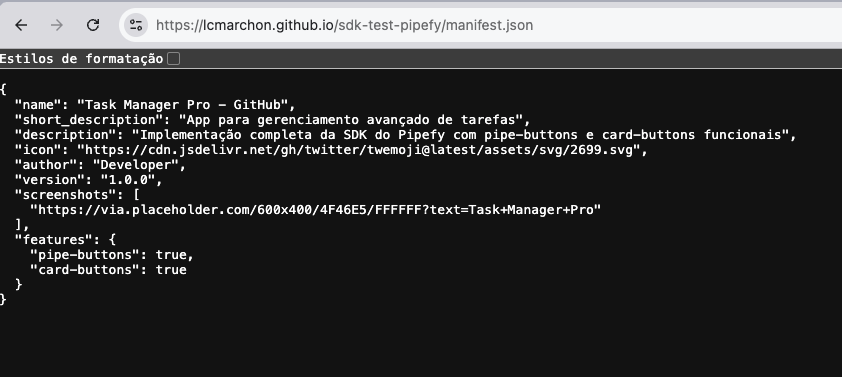 https://lcmarchon.github.io/sdk-test-pipefy/manifest.json
Estilos de formatação
{
  "name": "Task Manager Pro - GitHub",
  "short_description": "App para gerenciamento avançado de tarefas",
  "description": "Implementação completa da SDK do Pipefy com pipe-buttons e card-buttons funcionais",
  "icon": "https://cdn.jsdelivr.net/gh/twitter/twemoji@latest/assets/svg/2699.svg",
  "author": "Developer",
  "version": "1.0.0",
  "screenshots": [
    "https://via.placeholder.com/600x400/4F46E5/FFFFFF?text=Task+Manager+Pro"
  ],
  "features": {
    "pipe-buttons": true,
    "card-buttons": true
  }
}